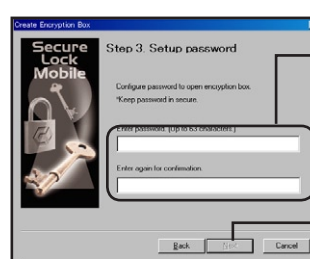 Create Encryption Box
Secure
Lock
Mobile
Step 3. Setup password
Configure password to open encryption box.
*Keep password in secure.
Enter password. [Up to 63 characters.]
Enter again for confirmation.
Back
Next
Cancel